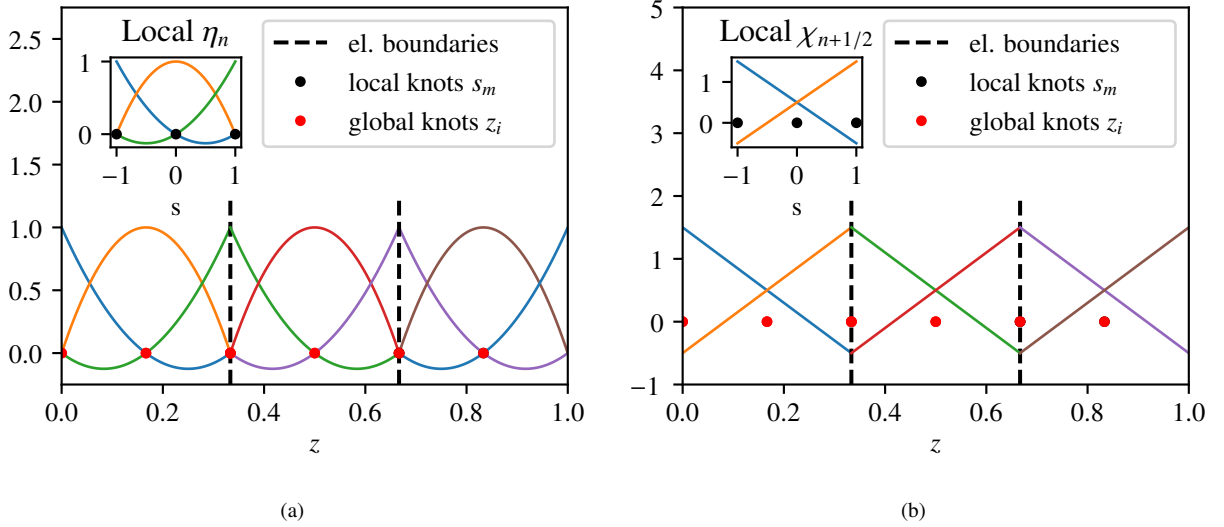 Local ηₙ
1
0
−1
0
1
s
el. boundaries
local knots sₘ
global knots zᵢ
2.5
2.0
1.5
1.0
0.5
0.0
0.0
0.2
0.4
0.6
0.8
1.0
z
(a)
Local χₙ₊₁/₂
1
0
−1
0
1
s
el. boundaries
local knots sₘ
global knots zᵢ
5
4
3
2
1
0
−1
0.0
0.2
0.4
0.6
0.8
1.0
z
(b)